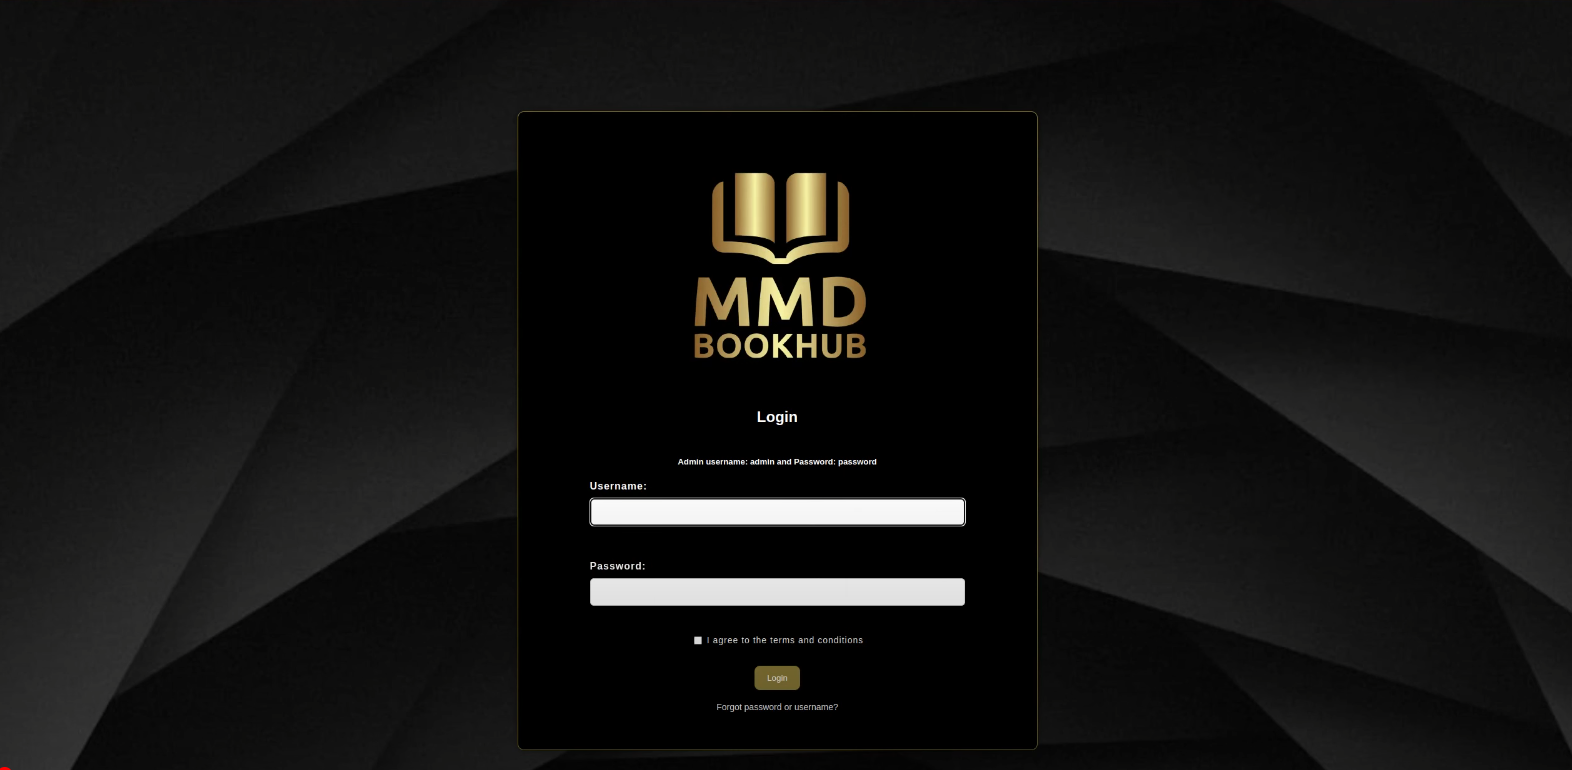 MMD
BOOKHUB
Login
Admin username: admin and Password: password
Username:
Password:
I agree to the terms and conditions
Login
Forgot password or username?